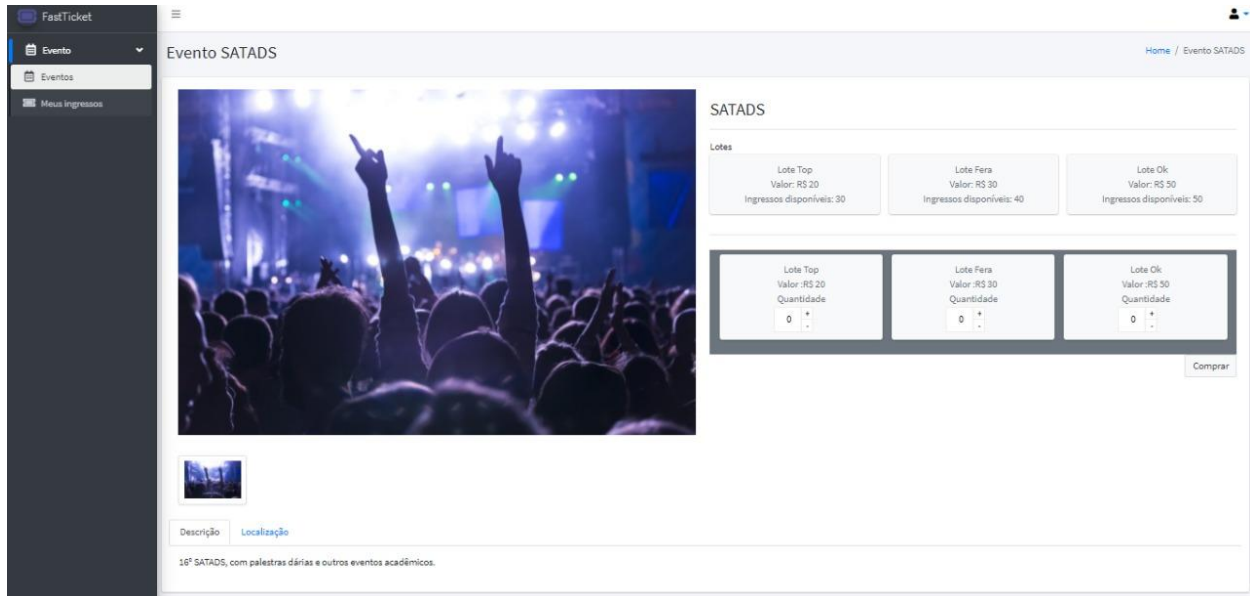 FastTicket
Evento
Eventos
Meus ingressos
Evento SATADS
Home / Evento SATADS
SATADS
Lotes
Lote Top
Valor: R$ 20
Ingressos disponíveis: 30
Lote Fera
Valor: R$ 30
Ingressos disponíveis: 40
Lote Ok
Valor: R$ 50
Ingressos disponíveis: 50
Lote Top
Valor :R$ 20
Quantidade
0 + -
Lote Fera
Valor :R$ 30
Quantidade
0 + -
Lote Ok
Valor :R$ 50
Quantidade
0 + -
Comprar
Descrição Localização
16º SATADS, com palestras dárias e outros eventos acadêmicos.